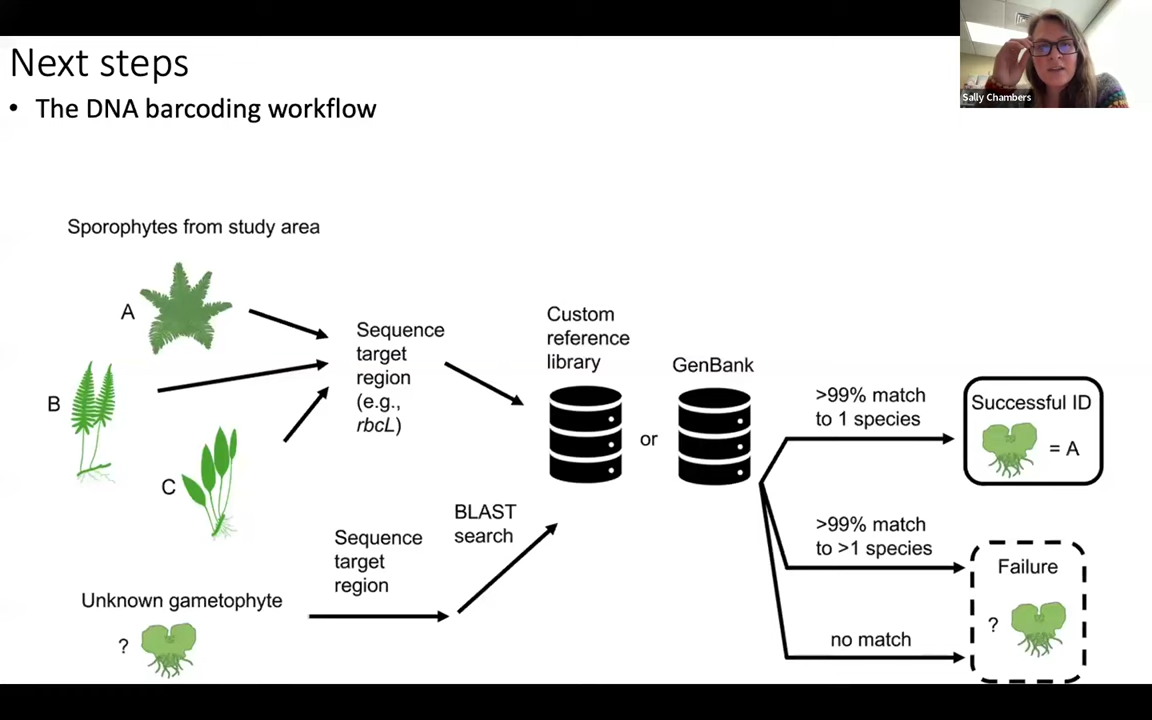 Next steps
• The DNA barcoding workflow
Sally Chambers
Sporophytes from study area
A
B
C
Sequence
target
region
(e.g.,
rbcL)
Custom
reference
library
or
GenBank
>99% match
to 1 species
Successful ID
= A
>99% match
to >1 species
Failure
?
no match
BLAST
search
Sequence
target
region
Unknown gametophyte
?